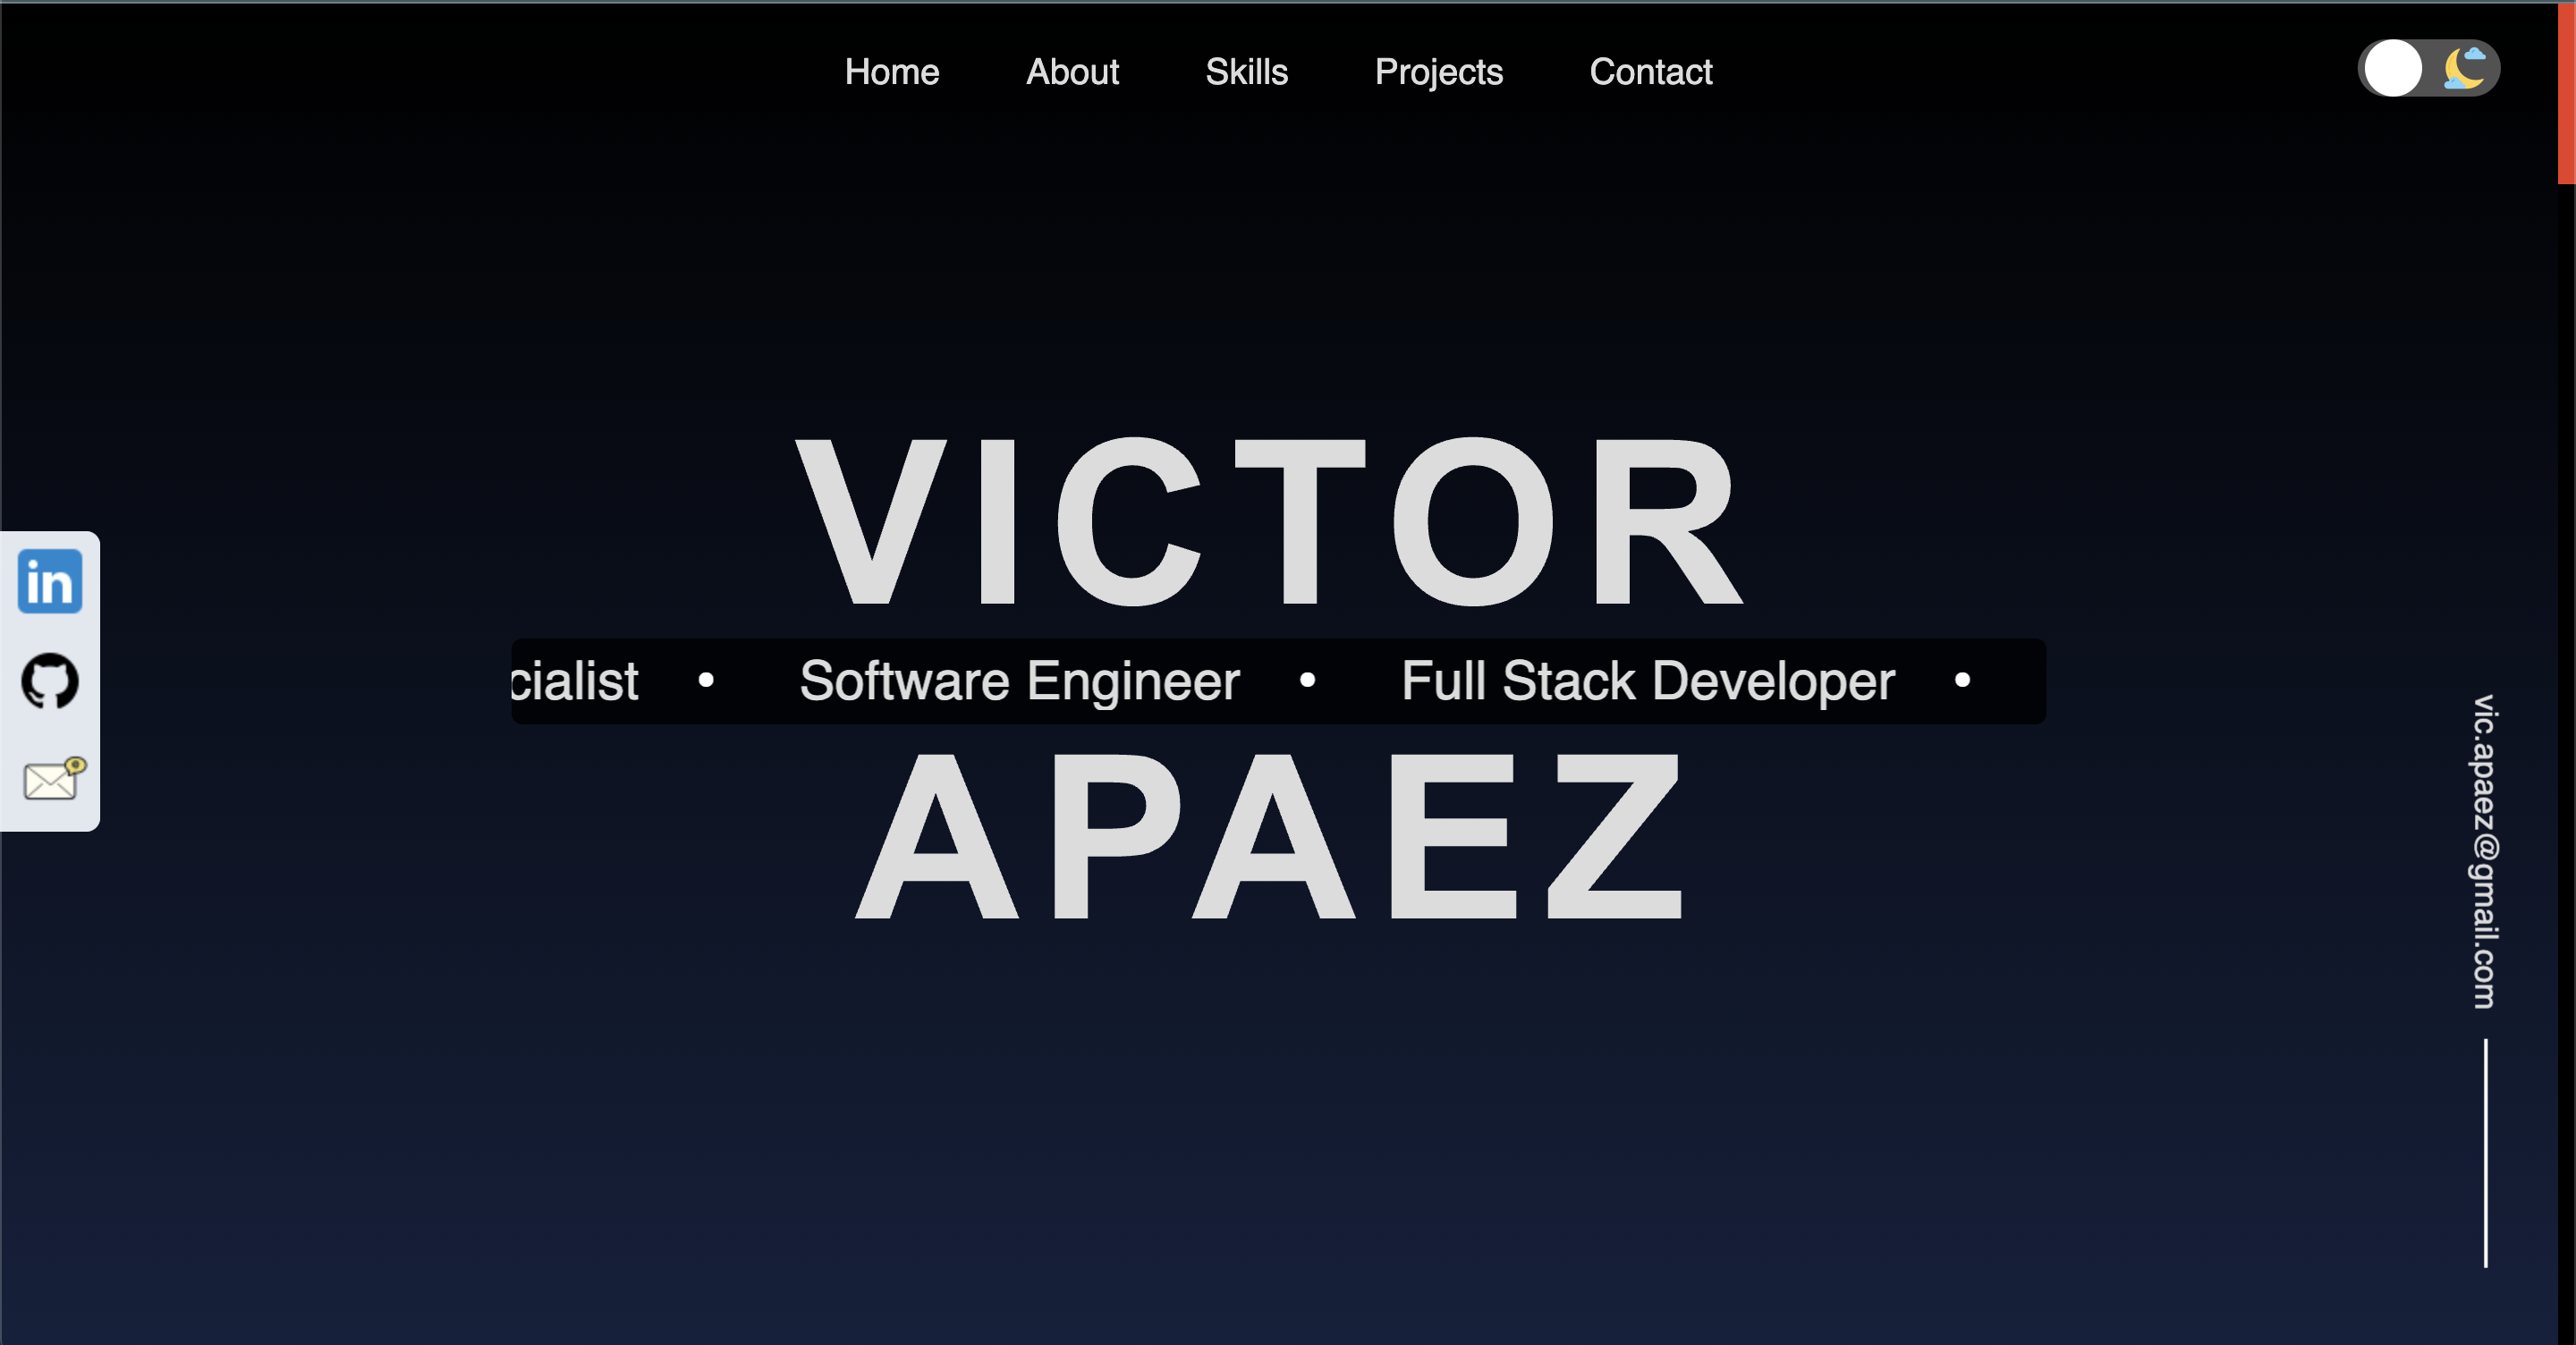 Home About Skills Projects Contact
VICTOR
cialist • Software Engineer • Full Stack Developer •
APAEZ
in
vic.apaez@gmail.com